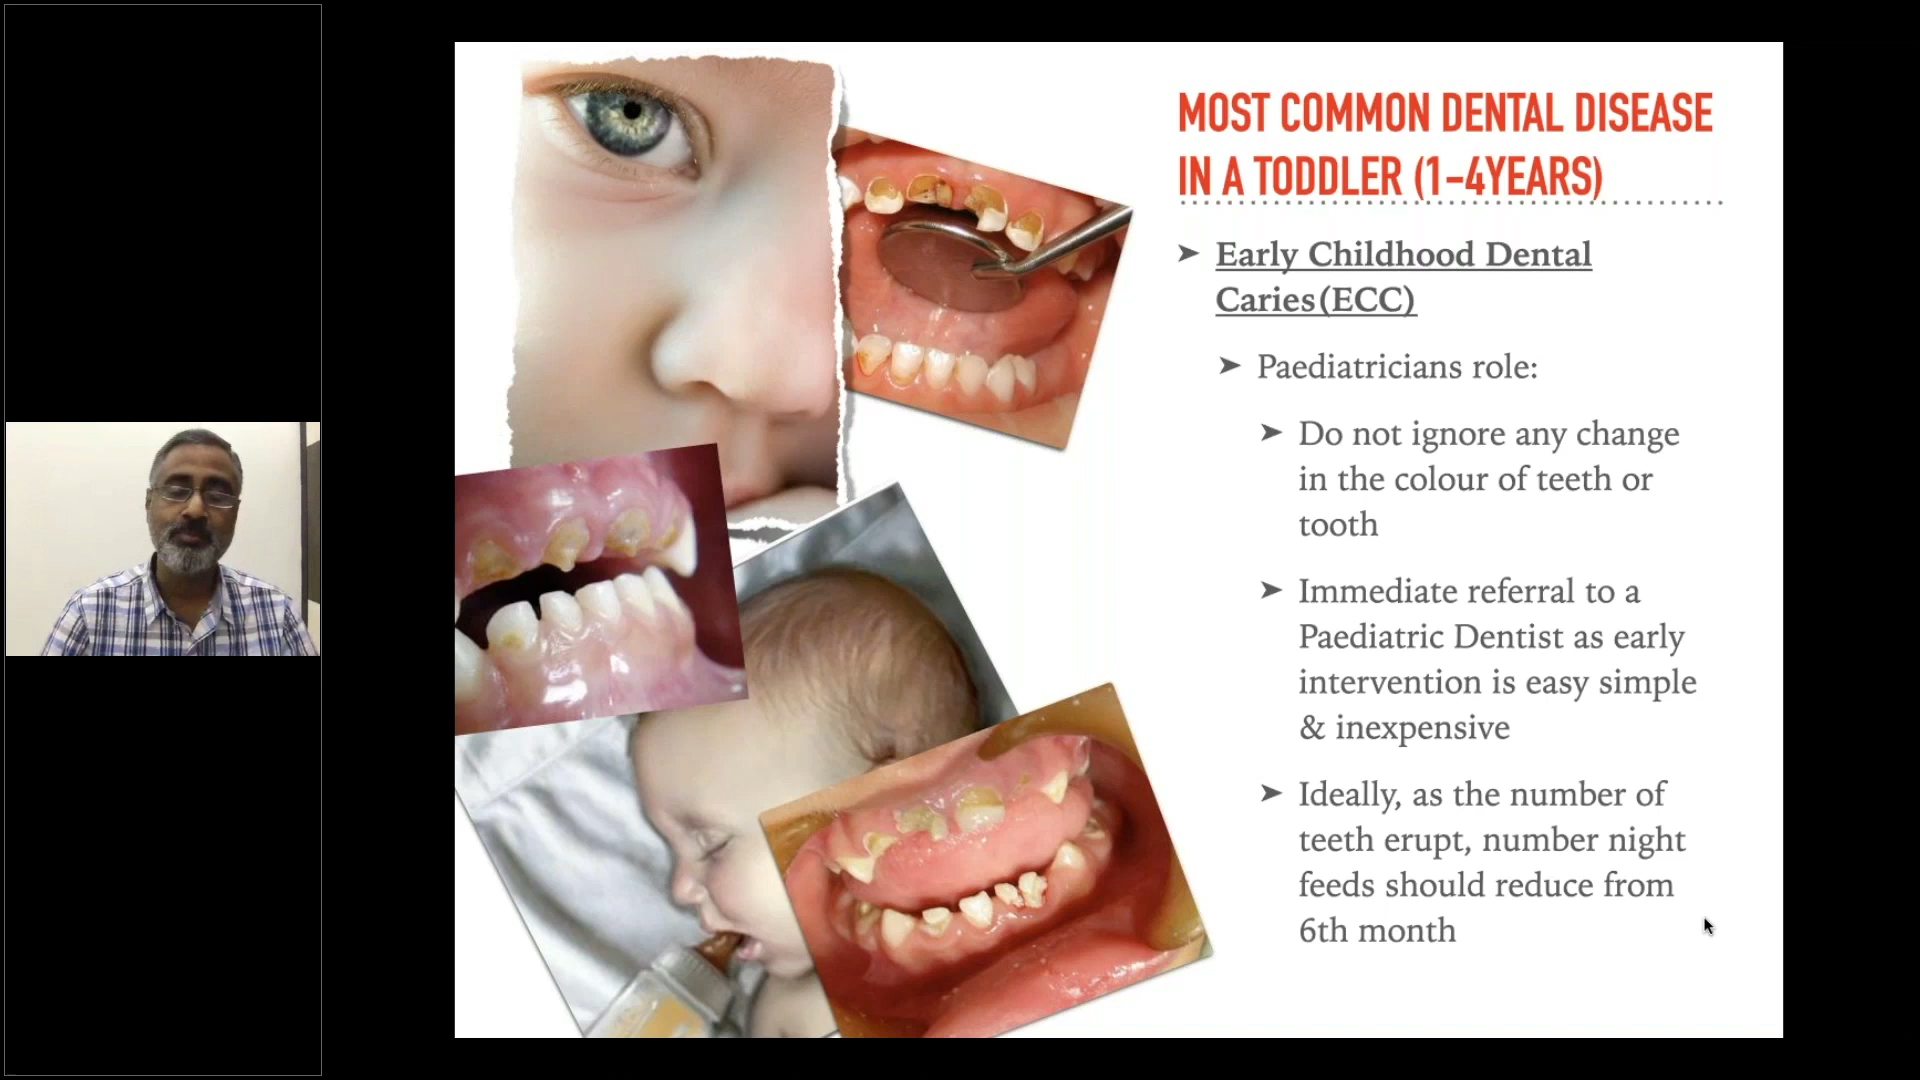 MOST COMMON DENTAL DISEASE
IN A TODDLER (1-4YEARS)
➤ Early Childhood Dental
Caries(ECC)
➤ Paediatricians role:
➤ Do not ignore any change
in the colour of teeth or
tooth
➤ Immediate referral to a
Paediatric Dentist as early
intervention is easy simple
& inexpensive
➤ Ideally, as the number of
teeth erupt, number night
feeds should reduce from
6th month